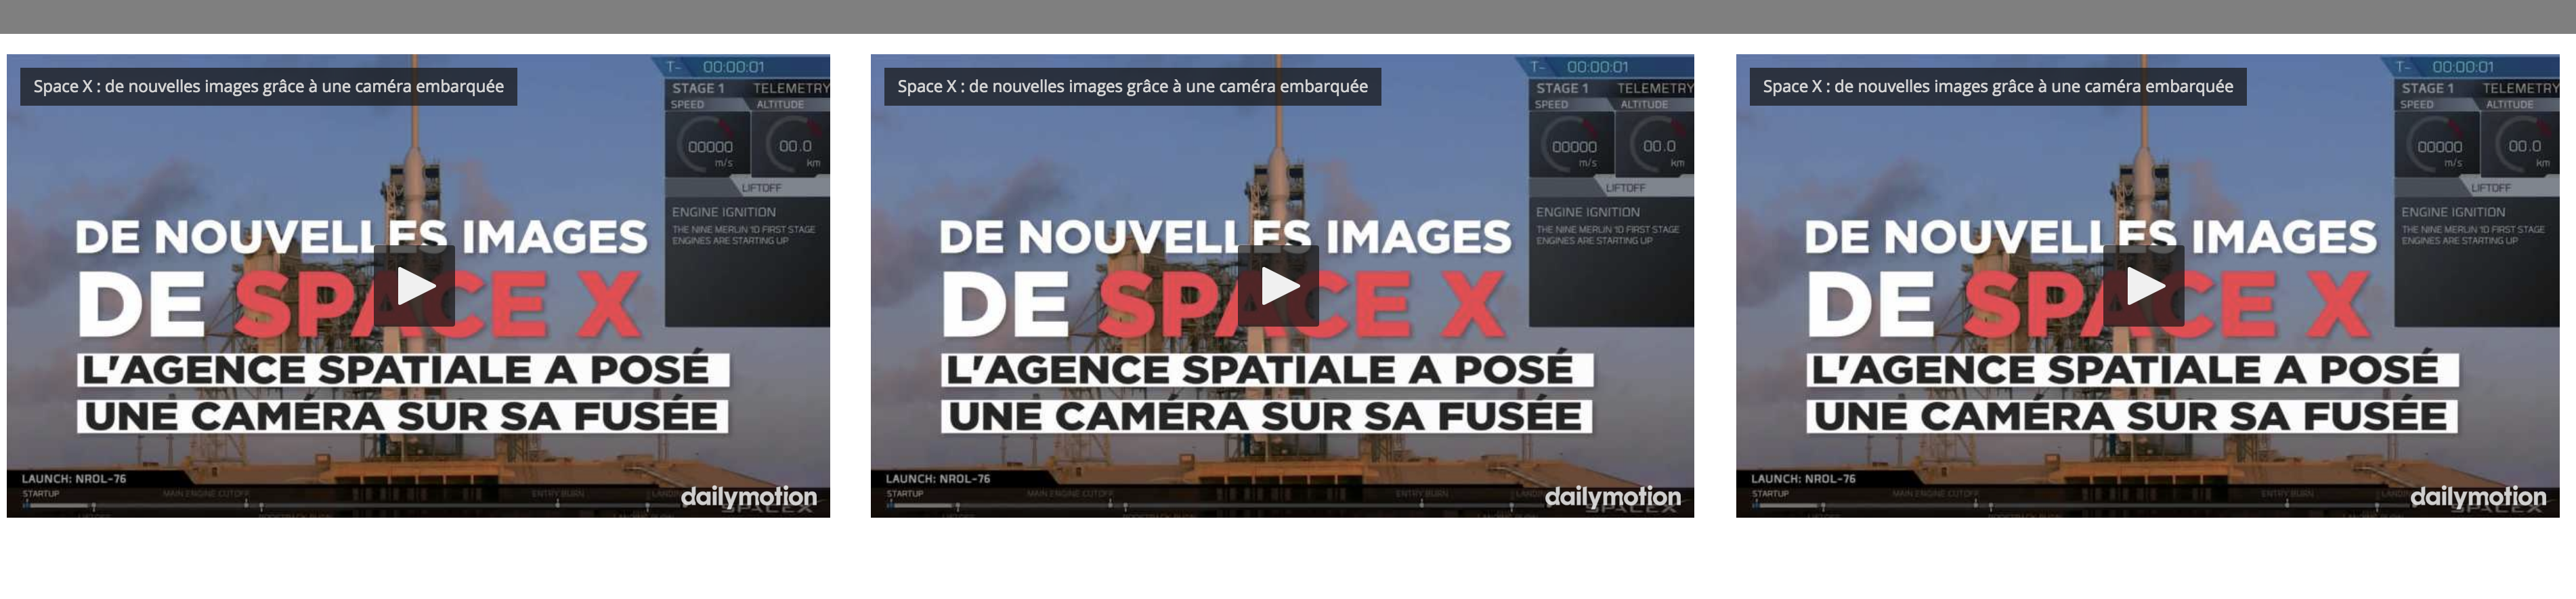 Space X : de nouvelles images grâce à une caméra embarquée
T- 00:00:01
STAGE 1 TELEMETRY
SPEED ALTITUDE
00000 00.0
m/s km
LIFTOFF
ENGINE IGNITION
THE NINE MERLIN 1D FIRST STAGE
ENGINES ARE STARTING UP
DE NOUVELLES IMAGES
DE SPACE X
L'AGENCE SPATIALE A POSÉ
UNE CAMÉRA SUR SA FUSÉE
LAUNCH: NROL-76
STARTUP MAIN ENGINE CUTOFF ENTRY BURN
dailymotion
SPACEX
Space X : de nouvelles images grâce à une caméra embarquée
T- 00:00:01
STAGE 1 TELEMETRY
SPEED ALTITUDE
00000 00.0
m/s km
LIFTOFF
ENGINE IGNITION
THE NINE MERLIN 1D FIRST STAGE
ENGINES ARE STARTING UP
DE NOUVELLES IMAGES
DE SPACE X
L'AGENCE SPATIALE A POSÉ
UNE CAMÉRA SUR SA FUSÉE
LAUNCH: NROL-76
STARTUP MAIN ENGINE CUTOFF ENTRY BURN
dailymotion
SPACEX
Space X : de nouvelles images grâce à une caméra embarquée
T- 00:00:01
STAGE 1 TELEMETRY
SPEED ALTITUDE
00000 00.0
m/s km
LIFTOFF
ENGINE IGNITION
THE NINE MERLIN 1D FIRST STAGE
ENGINES ARE STARTING UP
DE NOUVELLES IMAGES
DE SPACE X
L'AGENCE SPATIALE A POSÉ
UNE CAMÉRA SUR SA FUSÉE
LAUNCH: NROL-76
STARTUP MAIN ENGINE CUTOFF ENTRY BURN
dailymotion
SPACEX